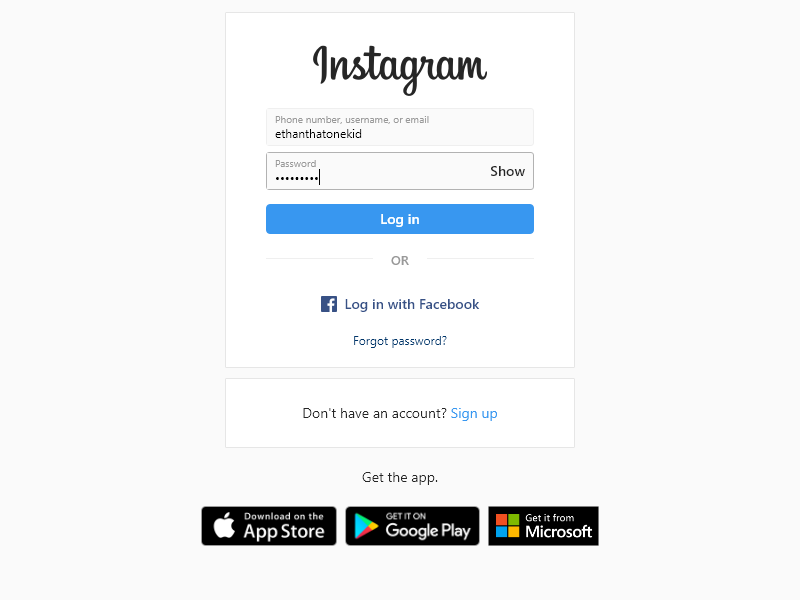 Instagram
Phone number, username, or email
ethanthatonekid
Password
•••••••••
Show
Log in
OR
Log in with Facebook
Forgot password?
Don't have an account? Sign up
Get the app.
Download on the
App Store
GET IT ON
Google Play
Get it from
Microsoft